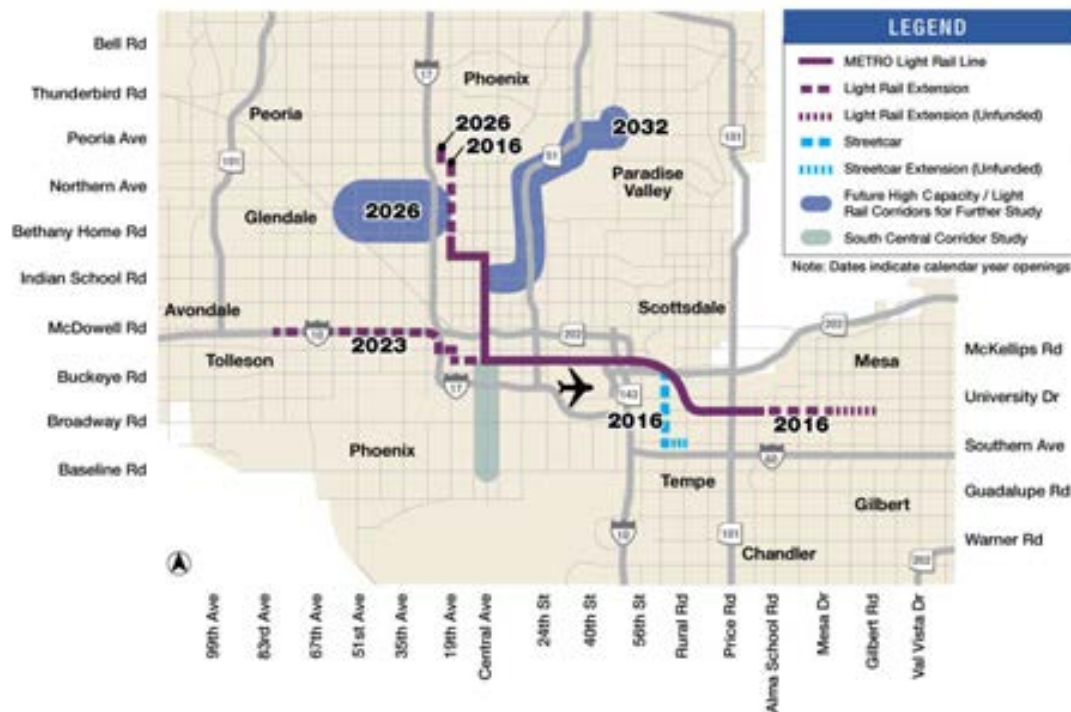 LEGEND
METRO Light Rail Line
Light Rail Extension
Light Rail Extension (Unfunded)
Streetcar
Streetcar Extension (Unfunded)
Future High Capacity / Light
Rail Corridors for Further Study
South Central Corridor Study
Note: Dates indicate calendar year openings
Bell Rd
Thunderbird Rd
Peoria Ave
Northern Ave
Bethany Home Rd
Indian School Rd
McDowell Rd
Buckeye Rd
Broadway Rd
Baseline Rd
17
Phoenix
Peoria
2026
2016
2032
51
101
101
Paradise
Valley
Glendale
2026
Avondale
Scottsdale
10
2023
Tolleson
202
202
Mesa
17
143
2016
2016
Phoenix
60
Tempe
Gilbert
10
101
Chandler
202
McKellips Rd
University Dr
Southern Ave
Guadalupe Rd
Warner Rd
99th Ave
83rd Ave
67th Ave
51st Ave
35th Ave
19th Ave
Central Ave
24th St
40th St
56th St
Rural Rd
Price Rd
Alma School Rd
Mesa Dr
Gilbert Rd
Val Vista Dr